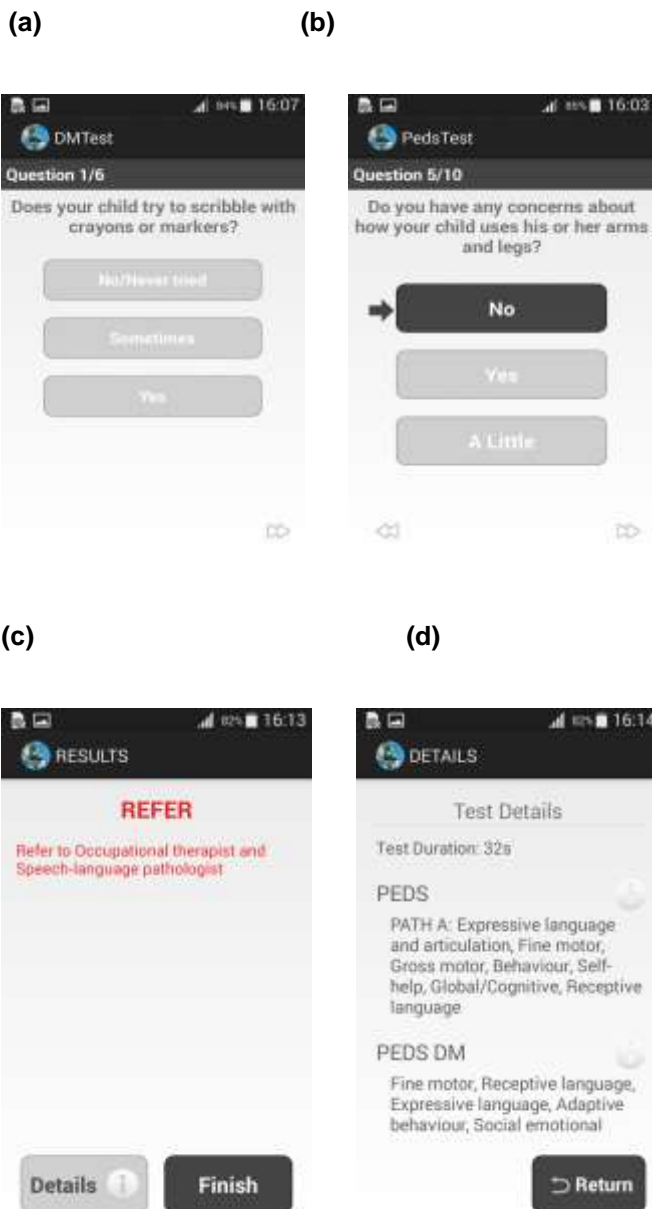 (a)
(b)
94% 16:07
DMTest
Question 1/6
Does your child try to scribble with
crayons or markers?
No/Never tried
Sometimes
Yes
16:03
PedsTest
Question 5/10
Do you have any concerns about
how your child uses his or her arms
and legs?
No
Yes
A Little
(c)
(d)
82% 16:13
RESULTS
REFER
Refer to Occupational therapist and
Speech-language pathologist
Details
Finish
82% 16:14
DETAILS
Test Details
Test Duration: 32s
PEDS
PATH A: Expressive language
and articulation, Fine motor,
Gross motor, Behaviour, Self-
help, Global/Cognitive, Receptive
language
PEDS DM
Fine motor, Receptive language,
Expressive language, Adaptive
behaviour, Social emotional
Return